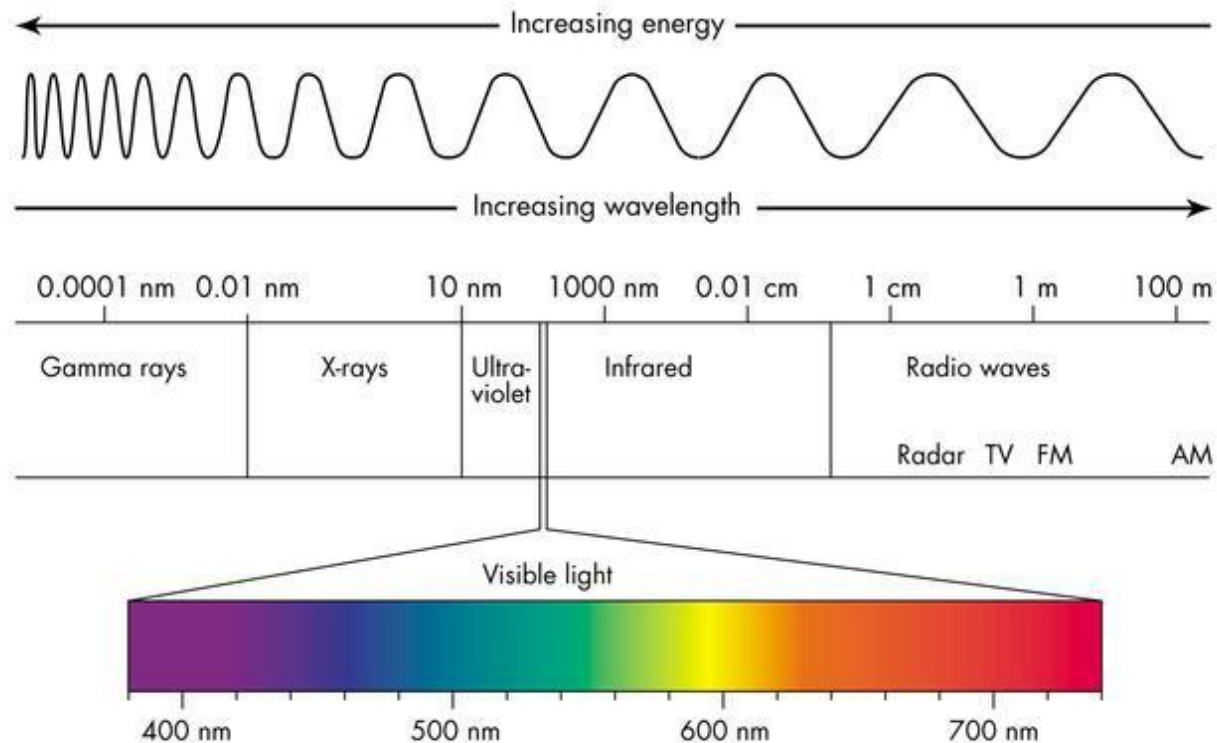 Increasing energy
Increasing wavelength
0.0001 nm 0.01 nm 10 nm 1000 nm 0.01 cm 1 cm 1 m 100 m
Gamma rays X-rays Ultra-
violet Infrared Radio waves
Radar TV FM AM
Visible light
400 nm 500 nm 600 nm 700 nm